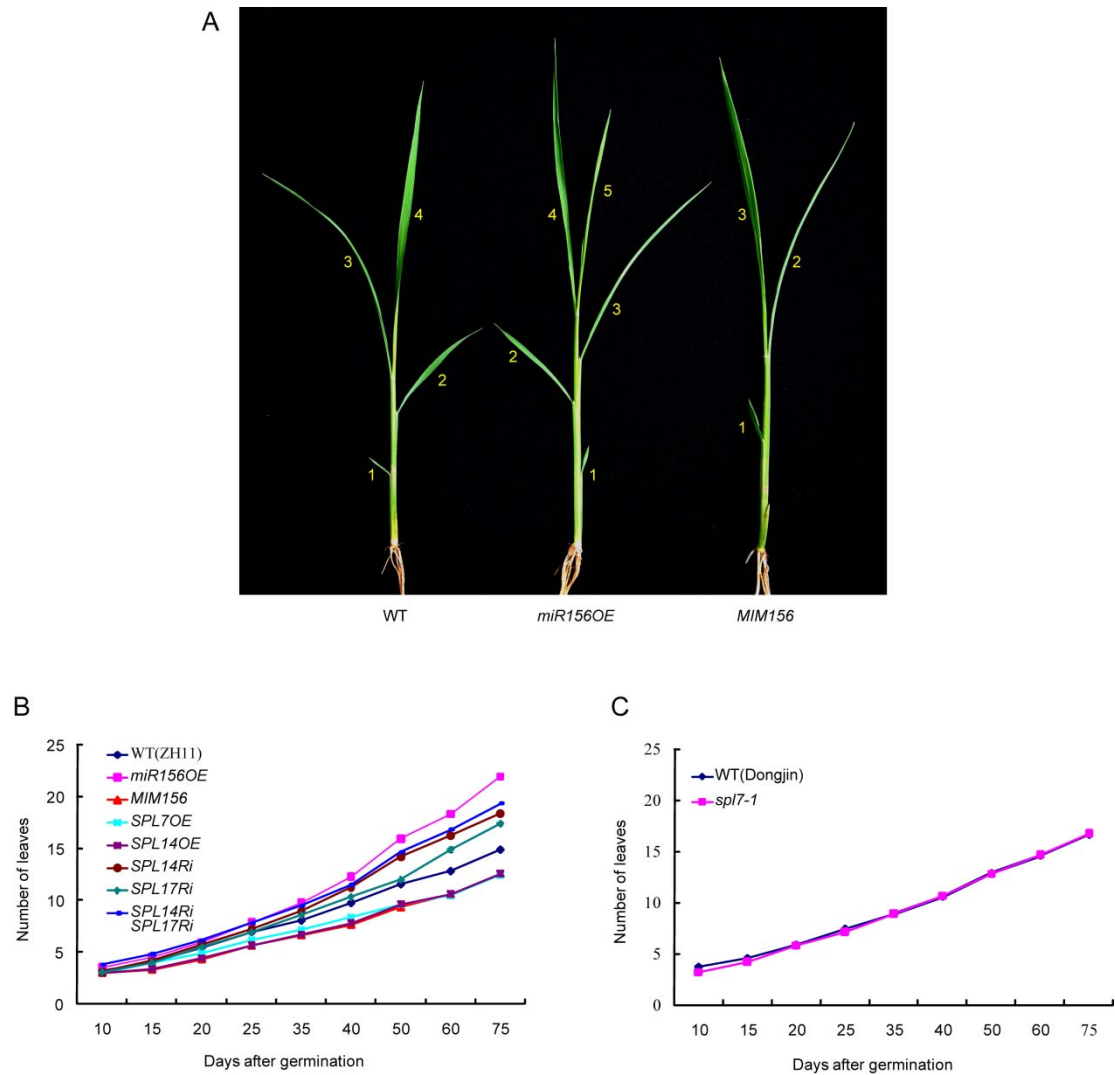 A
4
5
4
3
3
2
3
2
2
1
1
1
WT
miR156OE
MIM156
B
25
20
15
10
5
0
Number of leaves
WT(ZH11)
miR156OE
MIM156
SPL7OE
SPL14OE
SPL14Ri
SPL17Ri
SPL14Ri
SPL17Ri
10 15 20 25 35 40 50 60 75
Days after germination
C
25
20
15
10
5
0
Number of leaves
WT(Dongjin)
spl7-1
10 15 20 25 35 40 50 60 75
Days after germination